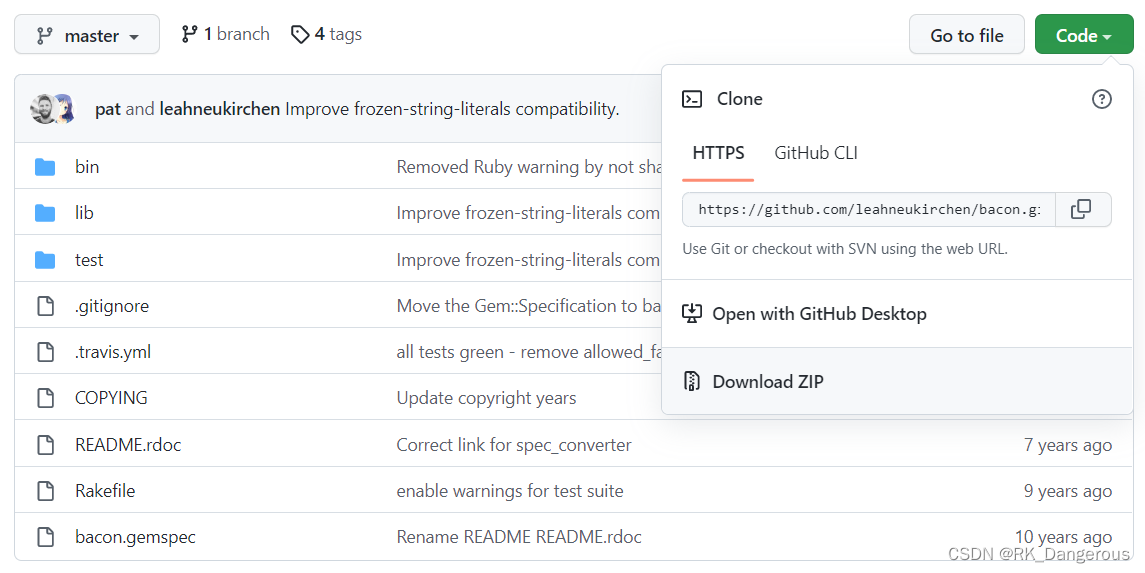 master 1 branch 4 tags Go to file Code
pat and leahneukirchen Improve frozen-string-literals compatibility.
Clone
HTTPS GitHub CLI
https://github.com/leahneukirchen/bacon.gi
Use Git or checkout with SVN using the web URL.
Open with GitHub Desktop
Download ZIP
bin Removed Ruby warning by not sha
lib Improve frozen-string-literals com
test Improve frozen-string-literals com
.gitignore Move the Gem::Specification to ba
.travis.yml all tests green - remove allowed_fa
COPYING Update copyright years
README.rdoc Correct link for spec_converter 7 years ago
Rakefile enable warnings for test suite 9 years ago
bacon.gemspec Rename README README.rdoc 10 years ago
CSDN @RK_Dangerous